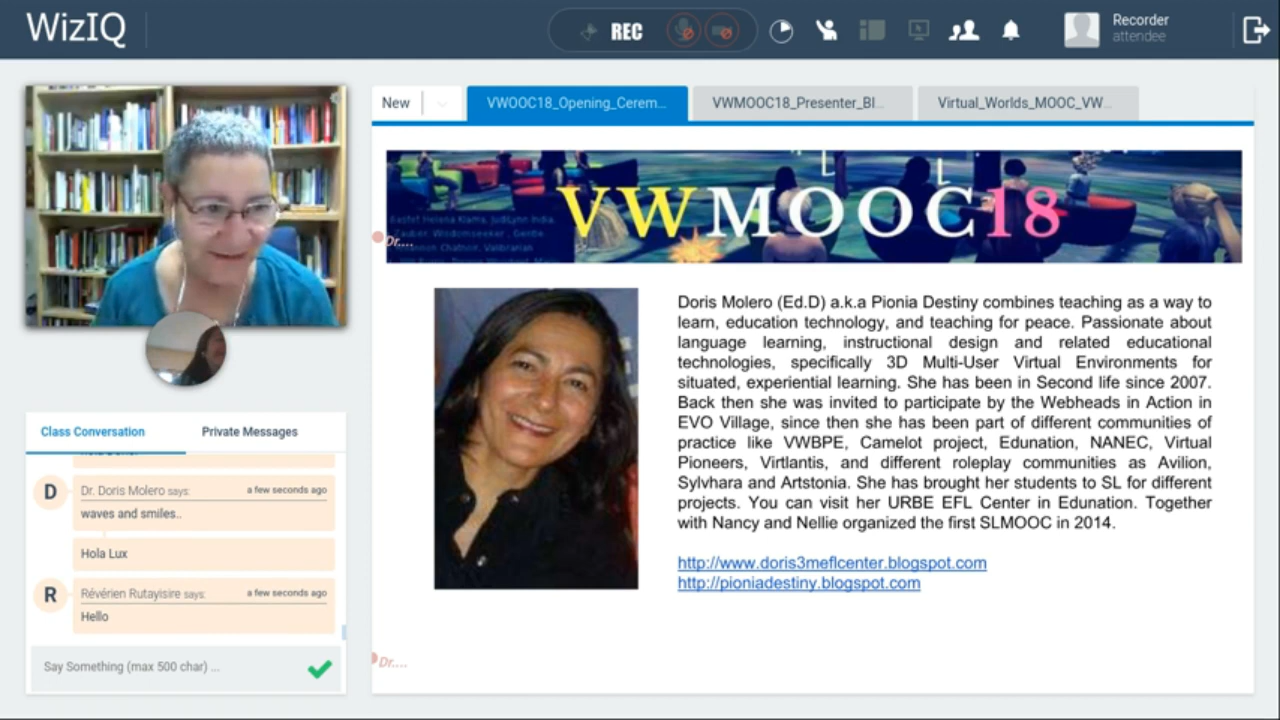 WizIQ
REC
Recorder
attendee
New
VWOOC18_Opening_Cerem...
VWMOOC18_Presenter_BI...
Virtual_Worlds_MOOC_VW...
VWMOOC18
Dr....
Doris Molero (Ed.D) a.k.a Pionia Destiny combines teaching as a way to
learn, education technology, and teaching for peace. Passionate about
language learning, instructional design and related educational
technologies, specifically 3D Multi-User Virtual Environments for
situated, experiential learning. She has been in Second life since 2007.
Back then she was invited to participate by the Webheads in Action in
EVO Village, since then she has been part of different communities of
practice like VWBPE, Camelot project, Edunation, NANEC, Virtual
Pioneers, Virtlantis, and different roleplay communities as Avilion,
Sylvhara and Artstonia. She has brought her students to SL for different
projects. You can visit her URBE EFL Center in Edunation. Together
with Nancy and Nellie organized the first SLMOOC in 2014.
http://www.doris3meflcenter.blogspot.com
http://pioniadestiny.blogspot.com
Dr....
Class Conversation
Private Messages
D
Dr. Doris Molero says:
a few seconds ago
waves and smiles..
Hola Lux
R
Révérien Rutayisire says:
a few seconds ago
Hello
Say Something (max 500 char) ...